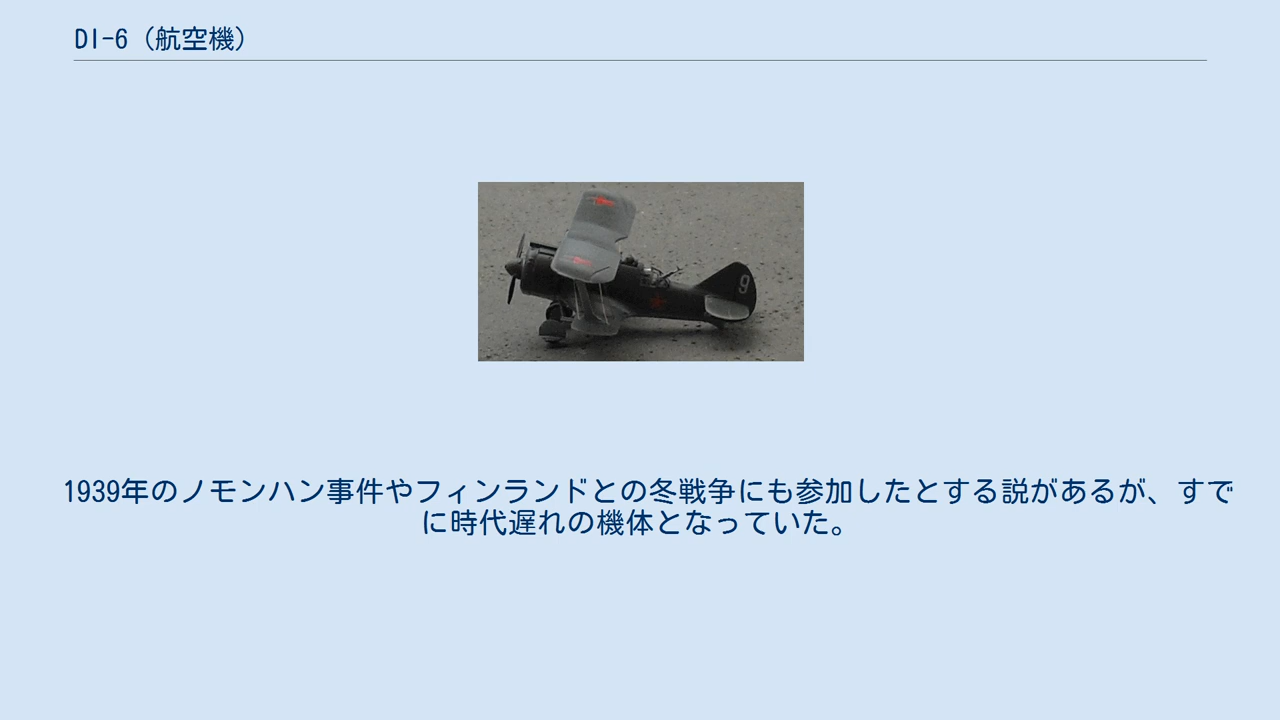 DI-6（航空機）
9
1939年のノモンハン事件やフィンランドとの冬戦争にも参加したとする説があるが、すで
に時代遅れの機体となっていた。